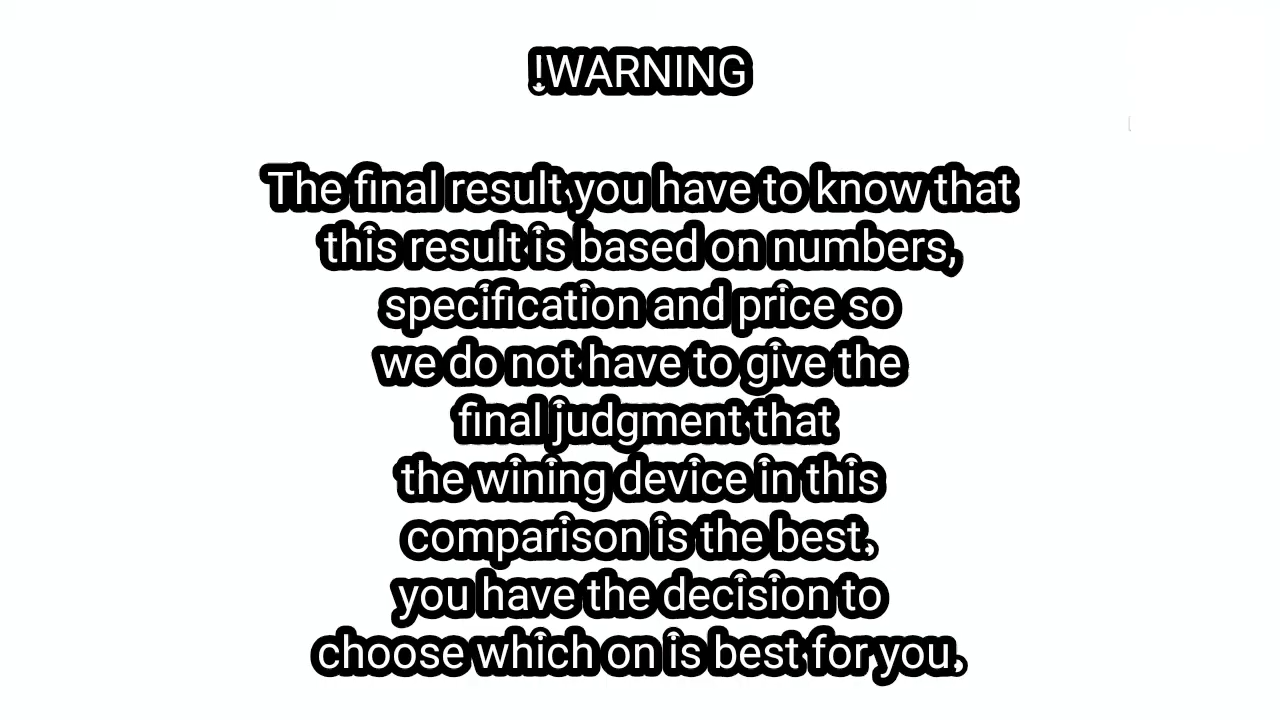 !WARNING
The final result you have to know that
this result is based on numbers,
specification and price so
we do not have to give the
final judgment that
the wining device in this
comparison is the best.
you have the decision to
choose which on is best for you.